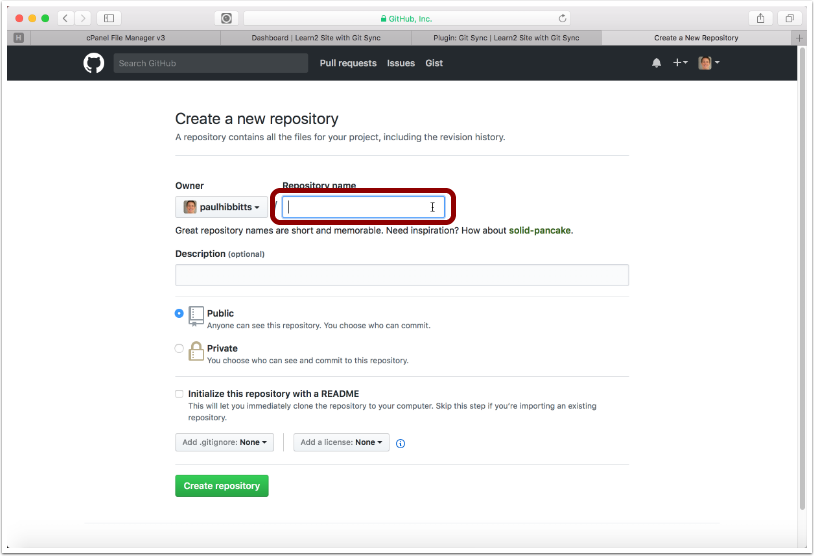 GitHub, Inc.
H
cPanel File Manager v3
Dashboard | Learn2 Site with Git Sync
Plugin: Git Sync | Learn2 Site with Git Sync
Create a New Repository
Search GitHub
Pull requests Issues Gist
Create a new repository
A repository contains all the files for your project, including the revision history.
Owner
Repository name
paulhibbitts
/
Great repository names are short and memorable. Need inspiration? How about solid-pancake.
Description (optional)
Public
Anyone can see this repository. You choose who can commit.
Private
You choose who can see and commit to this repository.
Initialize this repository with a README
This will let you immediately clone the repository to your computer. Skip this step if you're importing an existing
repository.
Add .gitignore: None
Add a license: None
Create repository